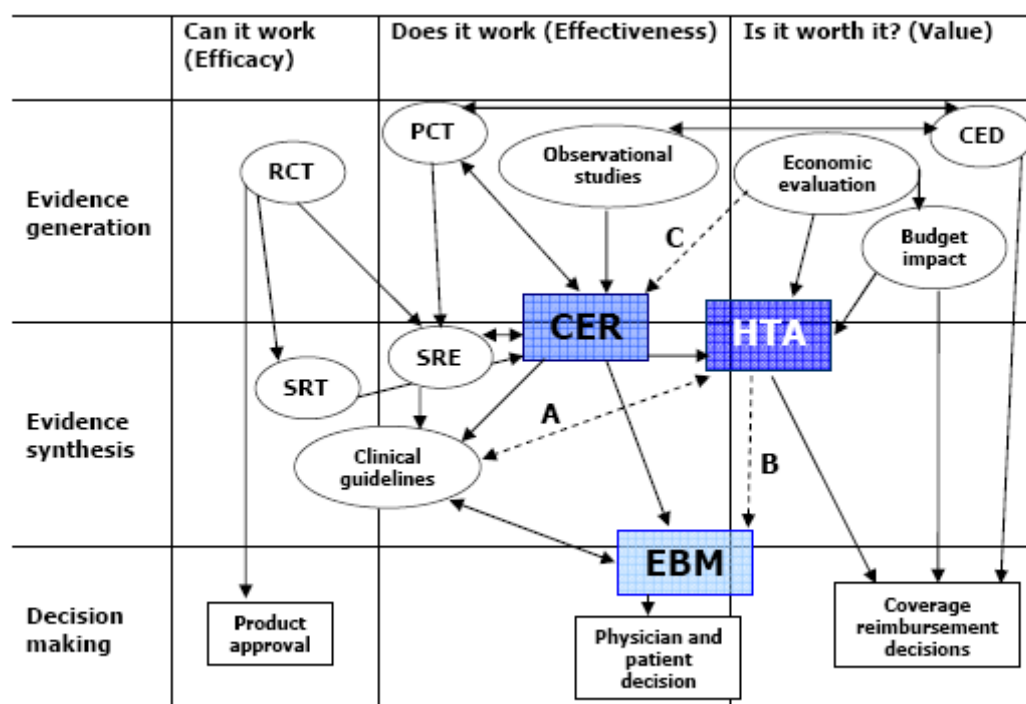 Can it work
(Efficacy)
Does it work (Effectiveness)
Is it worth it? (Value)
Evidence
generation
RCT
PCT
Observational
studies
Economic
evaluation
CED
Budget
impact
C
CER
HTA
Evidence
synthesis
SRT
SRE
Clinical
guidelines
A
B
EBM
Decision
making
Product
approval
Physician and
patient
decision
Coverage
reimbursement
decisions